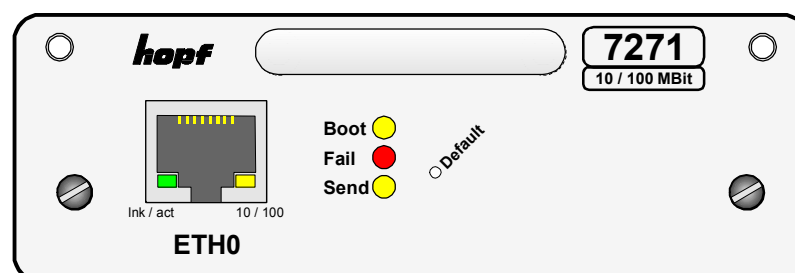 hopf
7271
10 / 100 MBit
Boot
Fail
Send
Default
lnk / act
10 / 100
ETH0